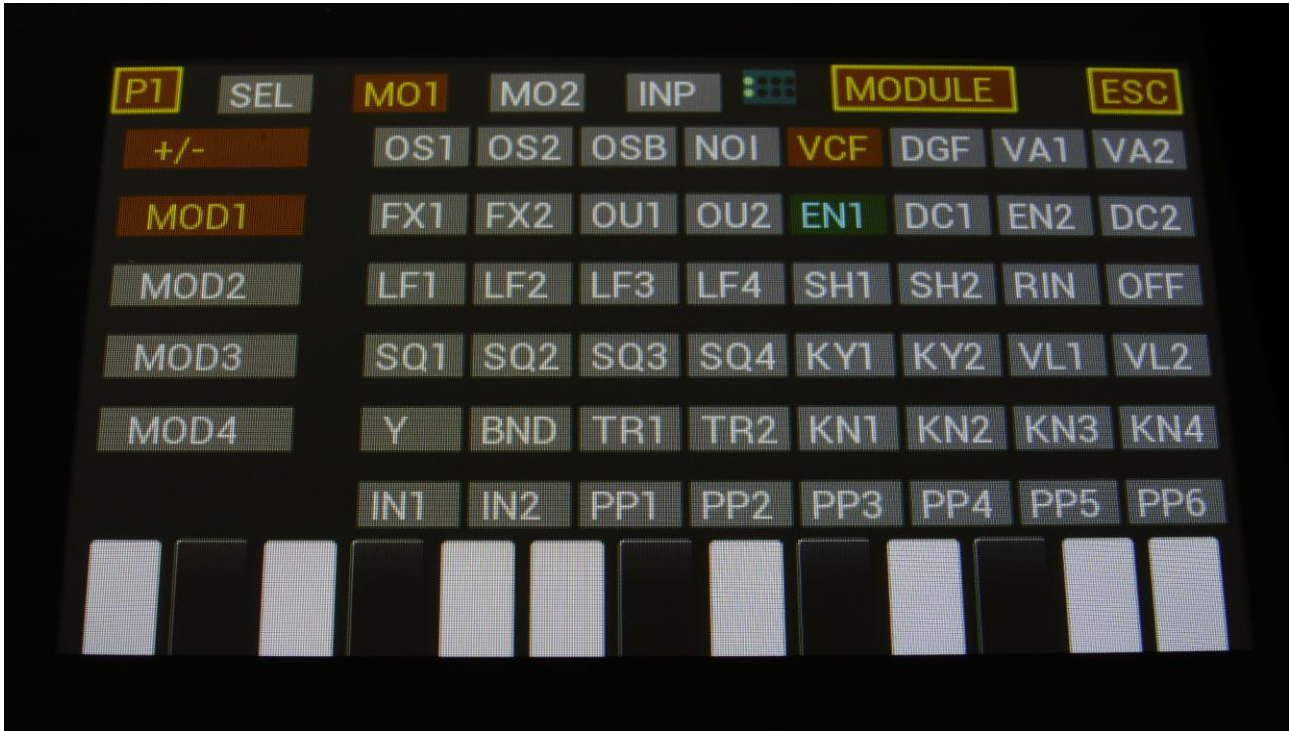 P1 SEL MO1 MO2 INP MODULE ESC
+/- OS1 OS2 OSB NOI VCF DGF VA1 VA2
MOD1 FX1 FX2 OU1 OU2 EN1 DC1 EN2 DC2
MOD2 LF1 LF2 LF3 LF4 SH1 SH2 RIN OFF
MOD3 SQ1 SQ2 SQ3 SQ4 KY1 KY2 VL1 VL2
MOD4 Y BND TR1 TR2 KN1 KN2 KN3 KN4
IN1 IN2 PP1 PP2 PP3 PP4 PP5 PP6